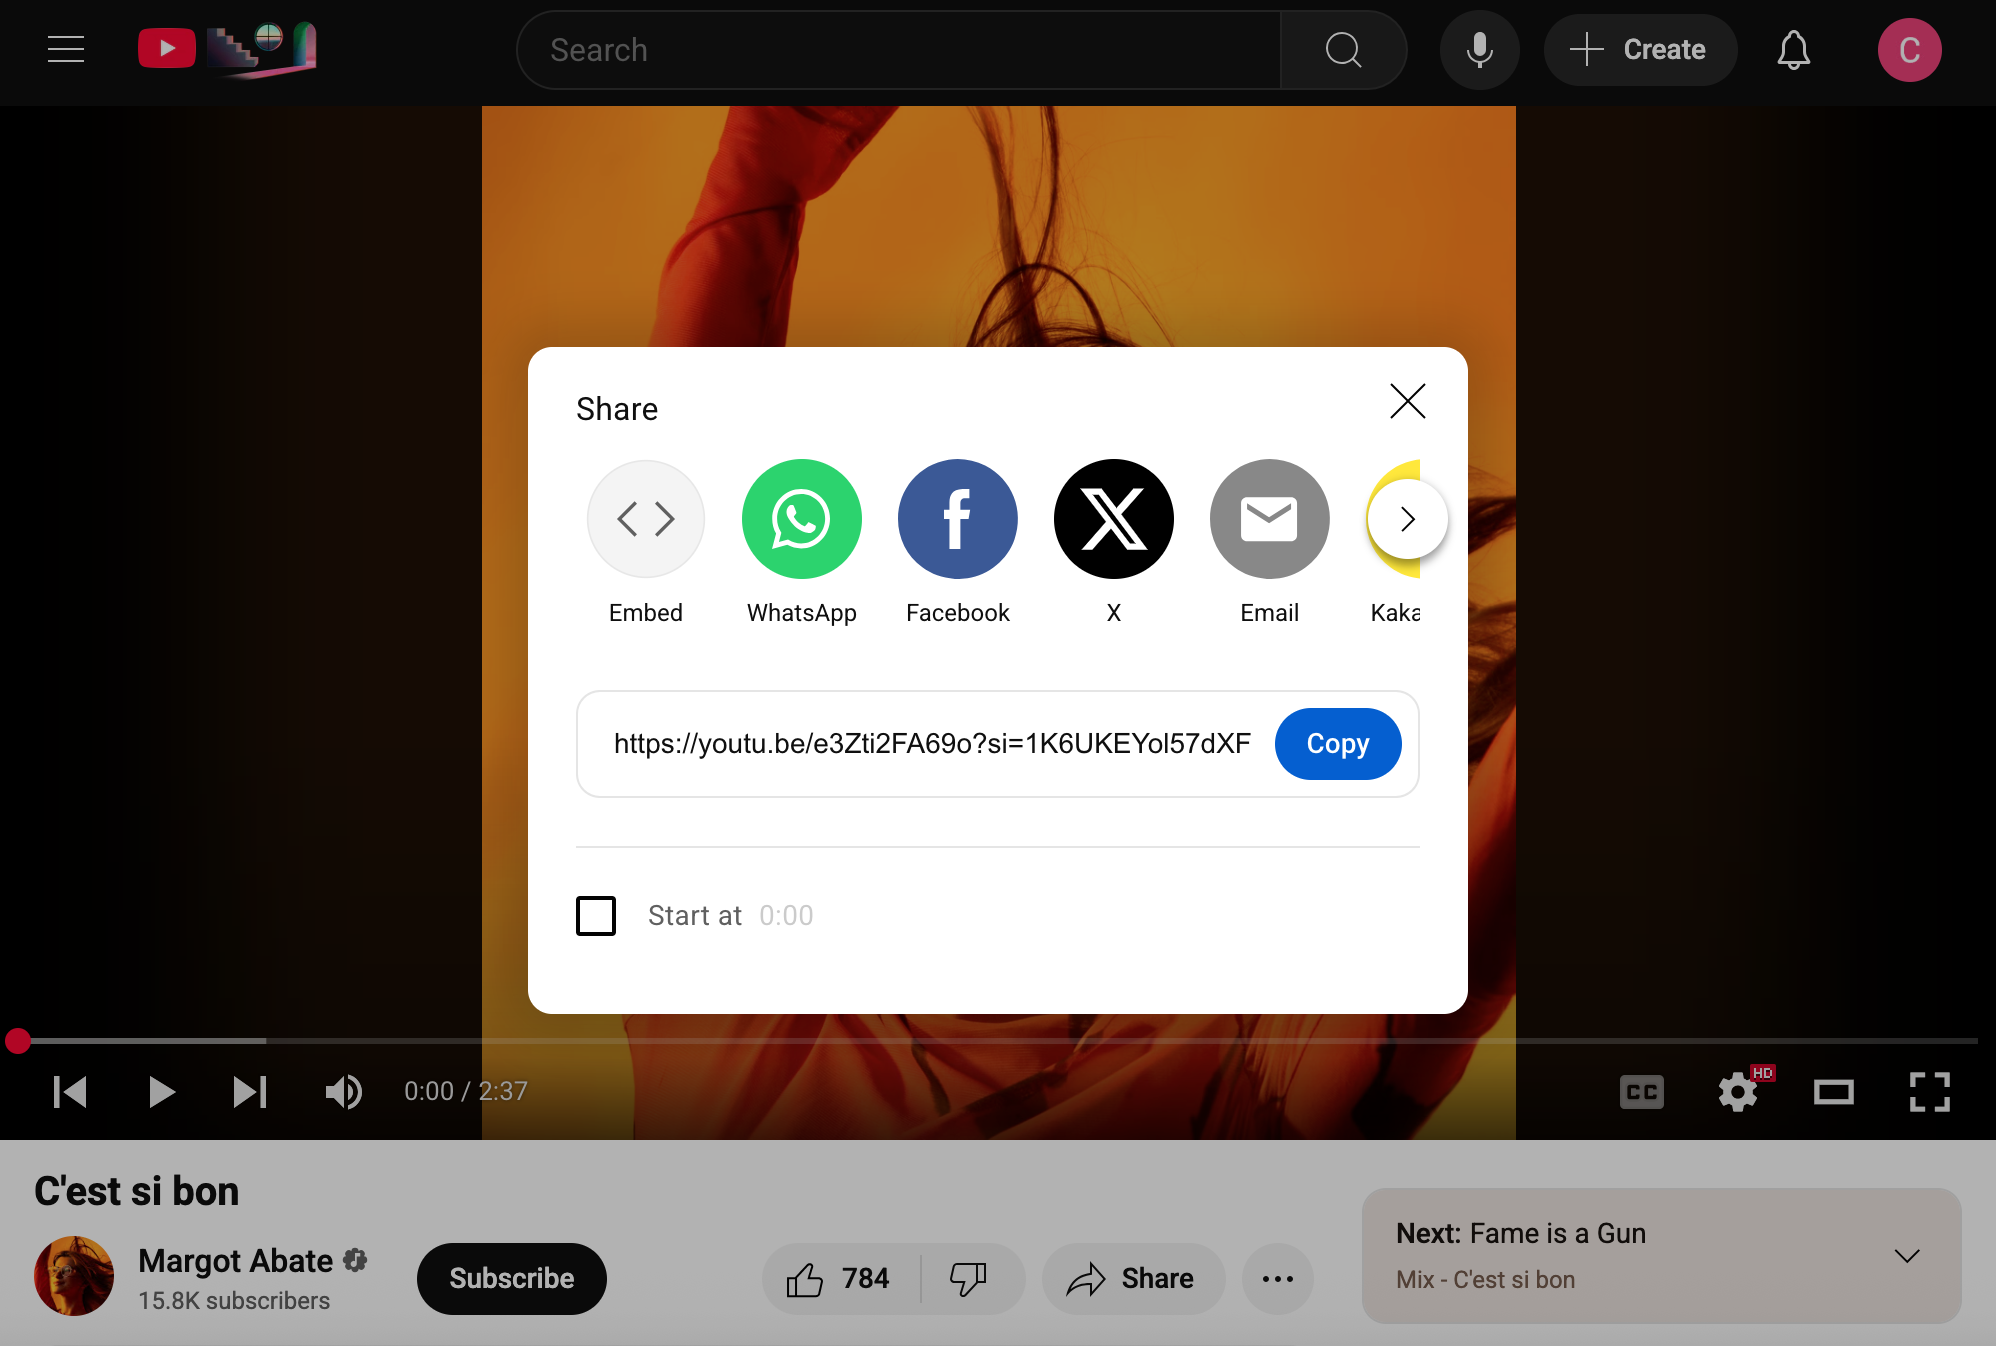 Search
Create
C
Share
Embed
WhatsApp
Facebook
X
Email
Kaka
https://youtu.be/e3Zti2FA69o?si=1K6UKEYol57dXF
Copy
Start at 0:00
0:00 / 2:37
CC
HD
C'est si bon
Margot Abate
15.8K subscribers
Subscribe
784
Share
Next: Fame is a Gun
Mix - C'est si bon